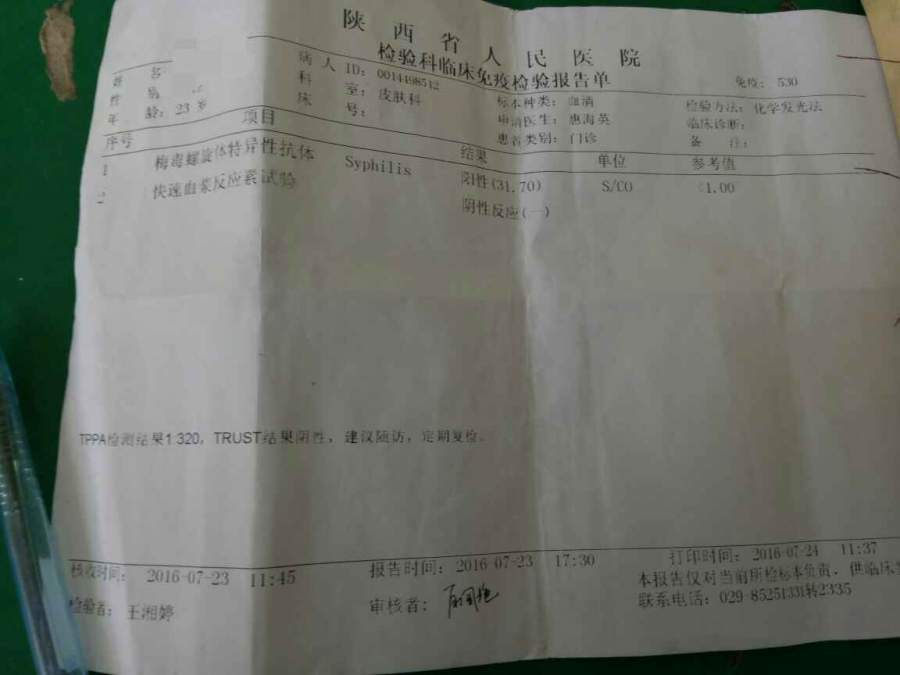 陕西省人民医院
检验科临床免疫检验报告单
姓名: 病人ID: 0014498512 免疫: 530
性别: 科室: 皮肤科 标本种类: 血清 检验方法: 化学发光法
年龄: 23岁 床号: 申请医生: 惠海英 临床诊断:
患者类别: 门诊 备注:
序号 项目 结果 单位 参考值
1 梅毒螺旋体特异性抗体 Syphilis 阳性(31.70) S/CO <1.00
2 快速血浆反应素试验 阴性反应(一)
TPPA检测结果1:320, TRUST结果阴性, 建议随访, 定期复检。
核收时间: 2016-07-23 11:45 报告时间: 2016-07-23 17:30 打印时间: 2016-07-24 11:37
检验者: 王湘婷 审核者: 本报告仅对当前所检标本负责, 供临床
联系电话: 029-85251331转2335